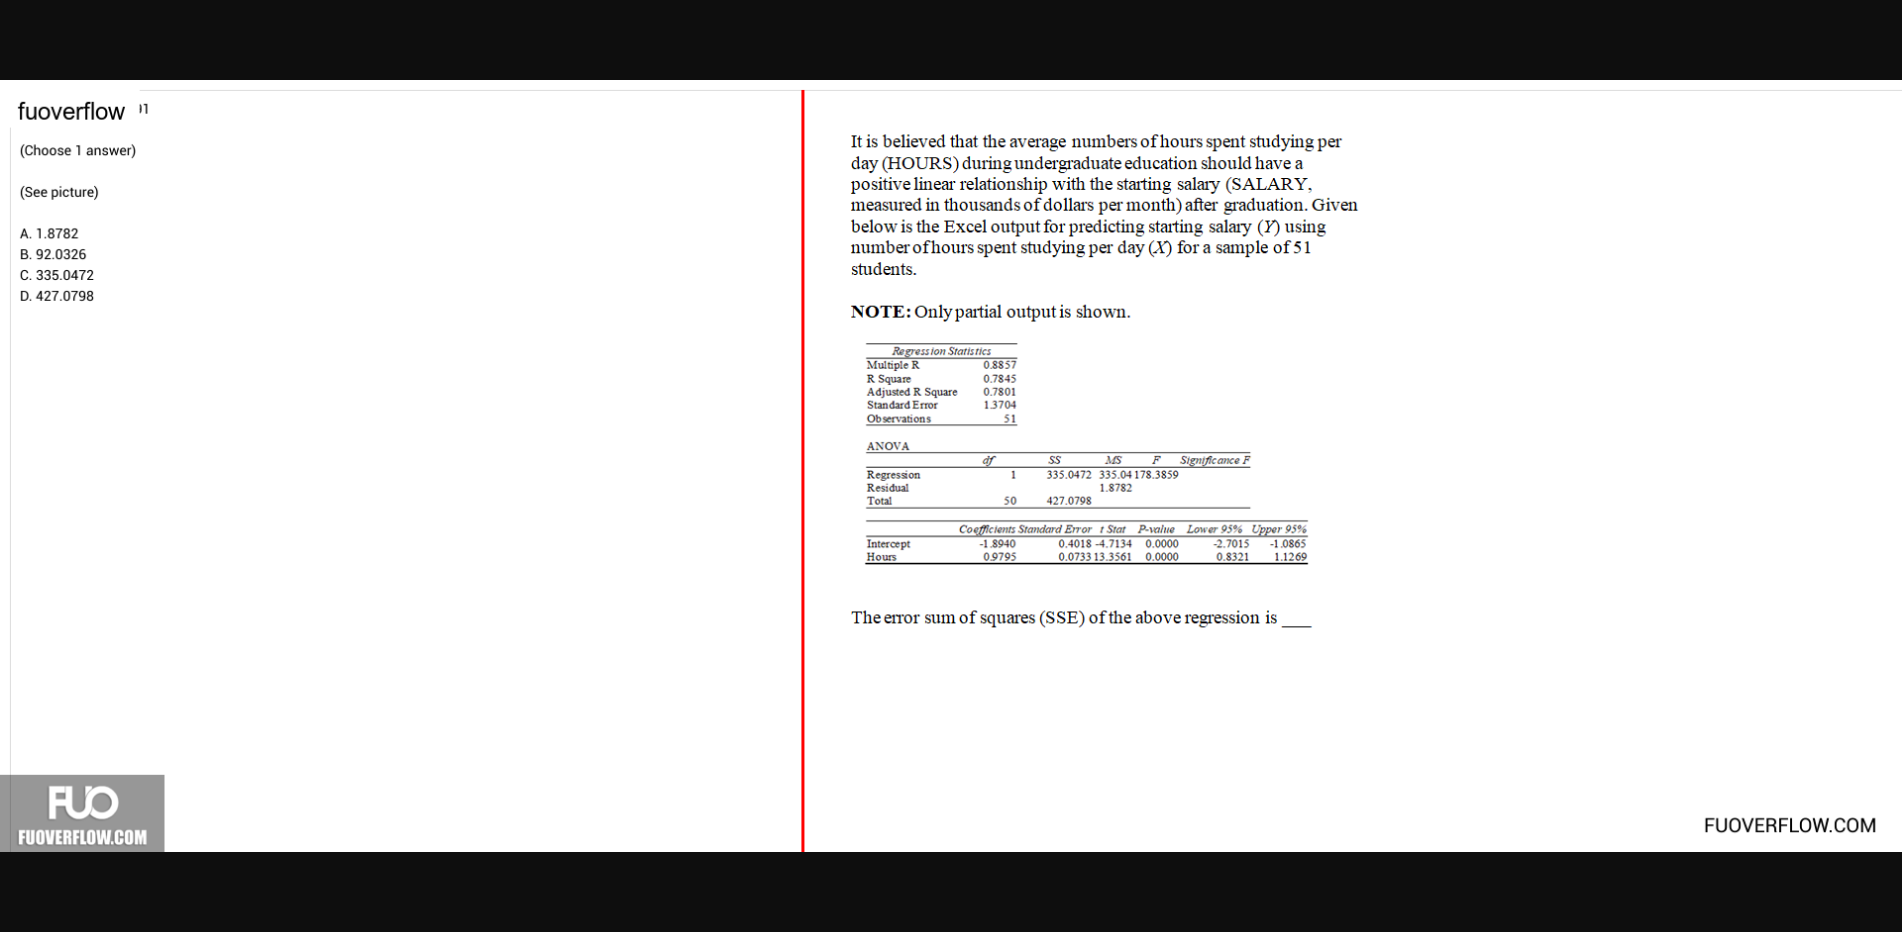 fuoverflow
(Choose 1 answer)
(See picture)
A. 1.8782
B. 92.0326
C. 335.0472
D. 427.0798
It is believed that the average numbers of hours spent studying per
day (HOURS) during undergraduate education should have a
positive linear relationship with the starting salary (SALARY,
measured in thousands of dollars per month) after graduation. Given
below is the Excel output for predicting starting salary (Y) using
number of hours spent studying per day (X) for a sample of 51
students.
NOTE: Only partial output is shown.
Regression Statistics
Multiple R 0.8857
R Square 0.7845
Adjusted R Square 0.7801
Standard Error 1.3704
Observations 51
ANOVA
df SS MS F Significance F
Regression 1 335.0472 335.04 178.3859
Residual 1.8782
Total 50 427.0798
Coefficients Standard Error t Stat P-value Lower 95% Upper 95%
Intercept -1.8940 0.4018 -4.7134 0.0000 -2.7015 -1.0865
Hours 0.9795 0.0733 13.3561 0.0000 0.8321 1.1269
The error sum of squares (SSE) of the above regression is ___
FUO
FUOVERFLOW.COM
FUOVERFLOW.COM